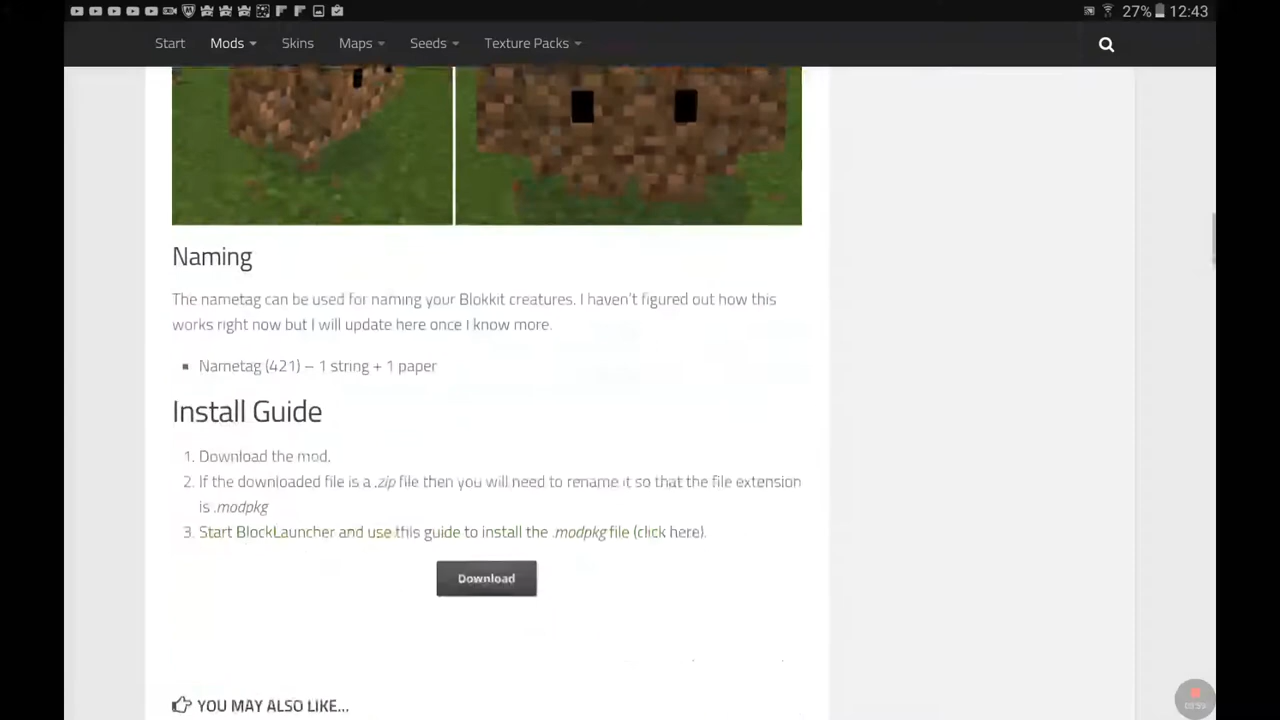 27% 12:43
Start Mods Skins Maps Seeds Texture Packs
Naming
The nametag can be used for naming your Blokkit creatures. I haven't figured out how this
works right now but I will update here once I know more.
Nametag (421) – 1 string + 1 paper
Install Guide
1. Download the mod.
2. If the downloaded file is a .zip file then you will need to rename it so that the file extension
is .modpkg
3. Start BlockLauncher and use this guide to install the .modpkg file (click here).
Download
YOU MAY ALSO LIKE...